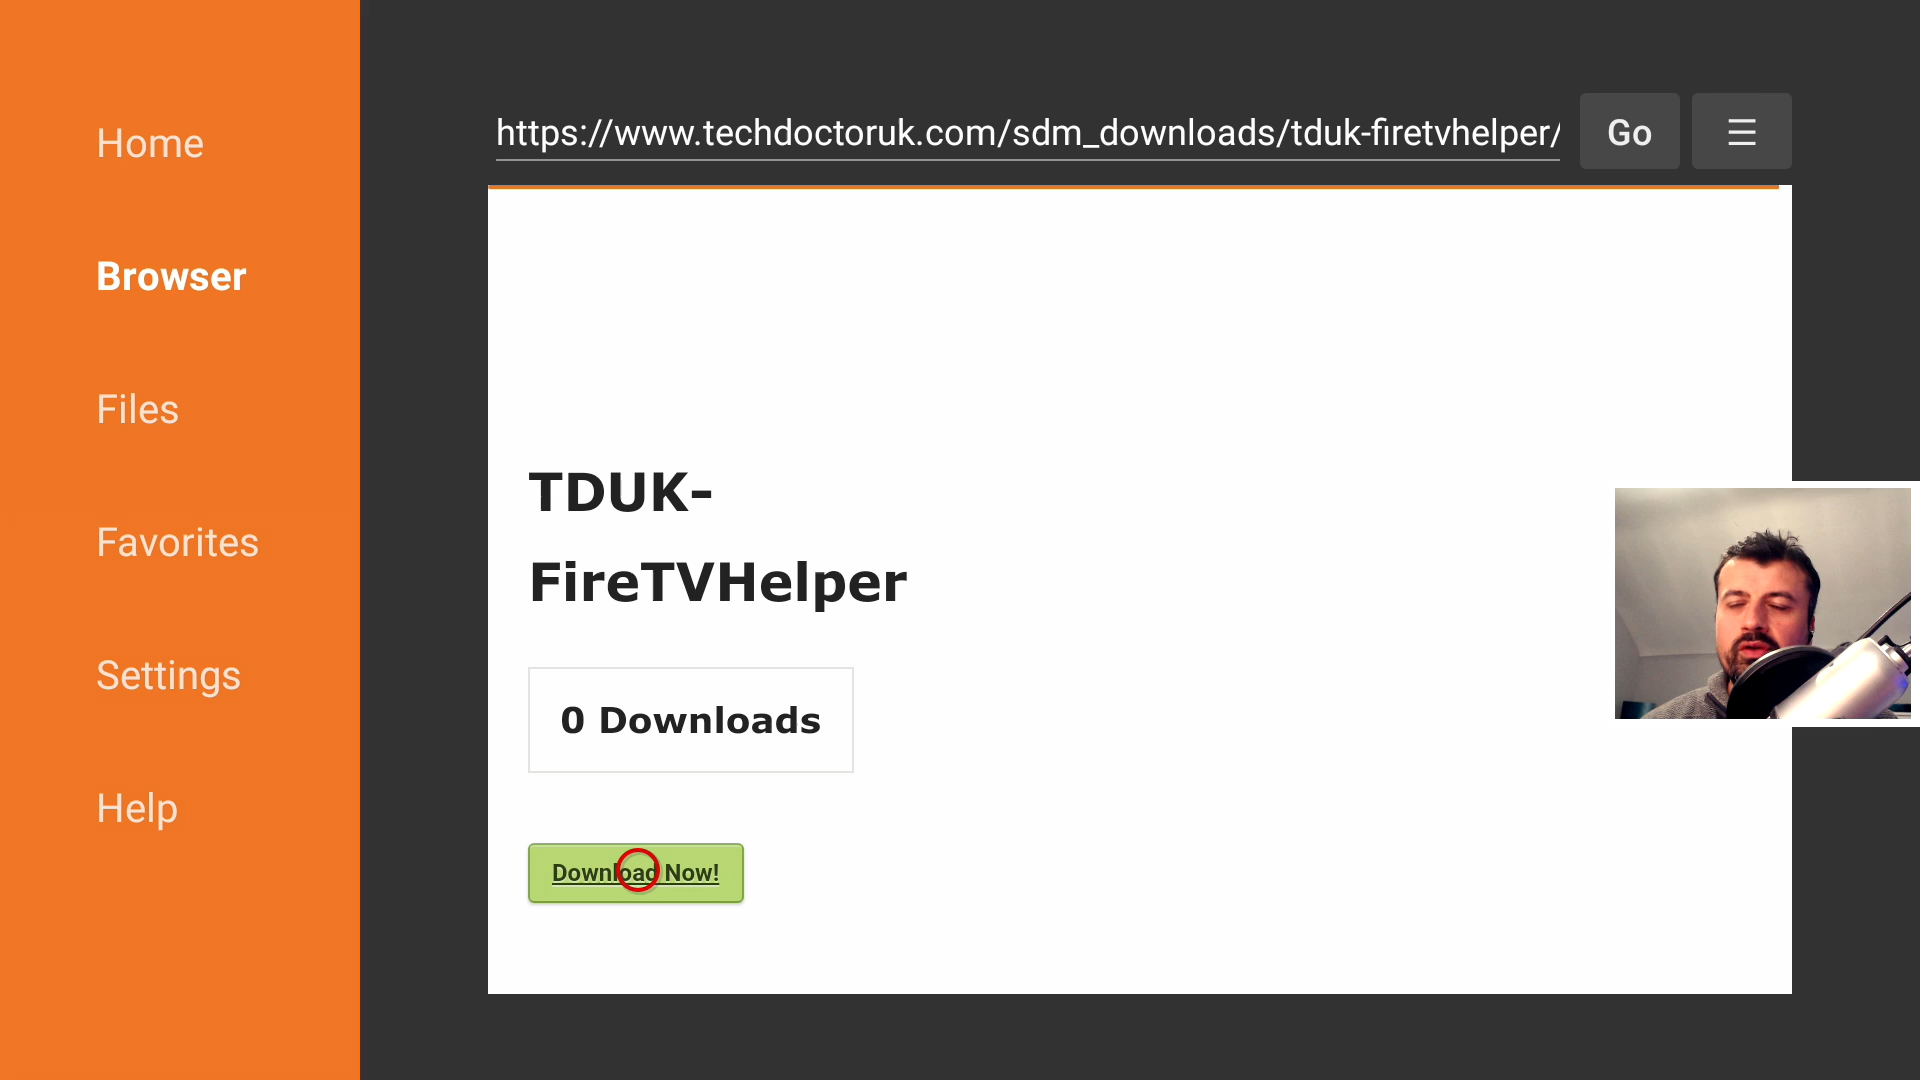 Home
Browser
Files
Favorites
Settings
Help
https://www.techdoctoruk.com/sdm_downloads/tduk-firetvhelper/
Go
TDUK-
FireTVHelper
0 Downloads
Download Now!